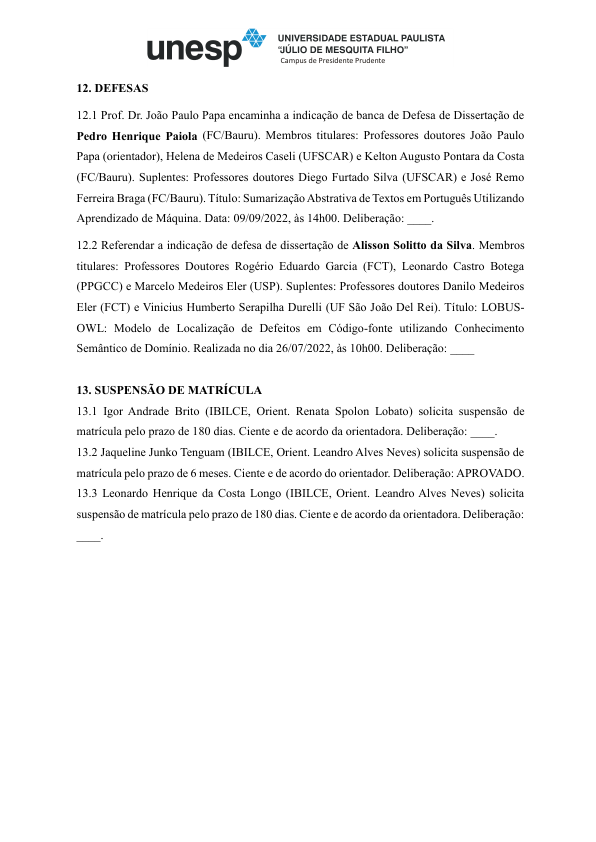 unesp
UNIVERSIDADE ESTADUAL PAULISTA
"JÚLIO DE MESQUITA FILHO"
Campus de Presidente Prudente
12. DEFESAS
12.1 Prof. Dr. João Paulo Papa encaminha a indicação de banca de Defesa de Dissertação de
Pedro Henrique Paiola (FC/Bauru). Membros titulares: Professores doutores João Paulo
Papa (orientador), Helena de Medeiros Caseli (UFSCAR) e Kelton Augusto Pontara da Costa
(FC/Bauru). Suplentes: Professores doutores Diego Furtado Silva (UFSCAR) e José Remo
Ferreira Braga (FC/Bauru). Título: Sumarização Abstrativa de Textos em Português Utilizando
Aprendizado de Máquina. Data: 09/09/2022, às 14h00. Deliberação: ____.
12.2 Referendar a indicação de defesa de dissertação de Alisson Solitto da Silva. Membros
titulares: Professores Doutores Rogério Eduardo Garcia (FCT), Leonardo Castro Botega
(PPGCC) e Marcelo Medeiros Eler (USP). Suplentes: Professores doutores Danilo Medeiros
Eler (FCT) e Vinicius Humberto Serapilha Durelli (UF São João Del Rei). Título: LOBUS-
OWL: Modelo de Localização de Defeitos em Código-fonte utilizando Conhecimento
Semântico de Domínio. Realizada no dia 26/07/2022, às 10h00. Deliberação: ____
13. SUSPENSÃO DE MATRÍCULA
13.1 Igor Andrade Brito (IBILCE, Orient. Renata Spolon Lobato) solicita suspensão de
matrícula pelo prazo de 180 dias. Ciente e de acordo da orientadora. Deliberação: ____.
13.2 Jaqueline Junko Tenguam (IBILCE, Orient. Leandro Alves Neves) solicita suspensão de
matrícula pelo prazo de 6 meses. Ciente e de acordo do orientador. Deliberação: APROVADO.
13.3 Leonardo Henrique da Costa Longo (IBILCE, Orient. Leandro Alves Neves) solicita
suspensão de matrícula pelo prazo de 180 dias. Ciente e de acordo da orientadora. Deliberação:
____.